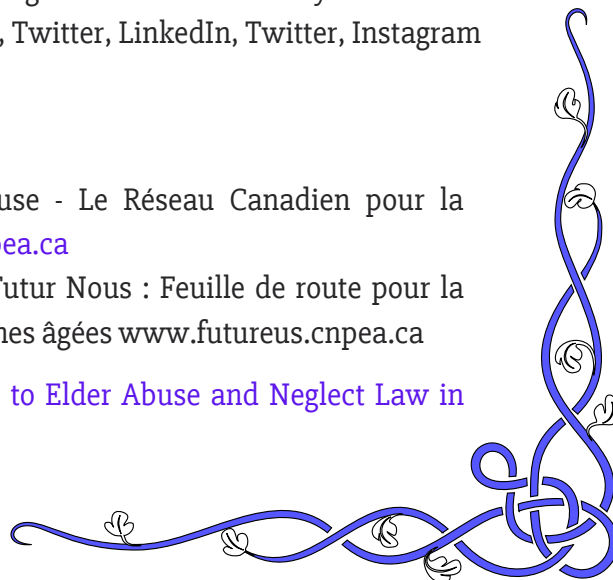 , Twitter, LinkedIn, Twitter, Instagram
use - Le Réseau Canadien pour la
pea.ca
Futur Nous : Feuille de route pour la
nes âgées www.futureus.cnpea.ca
to Elder Abuse and Neglect Law in